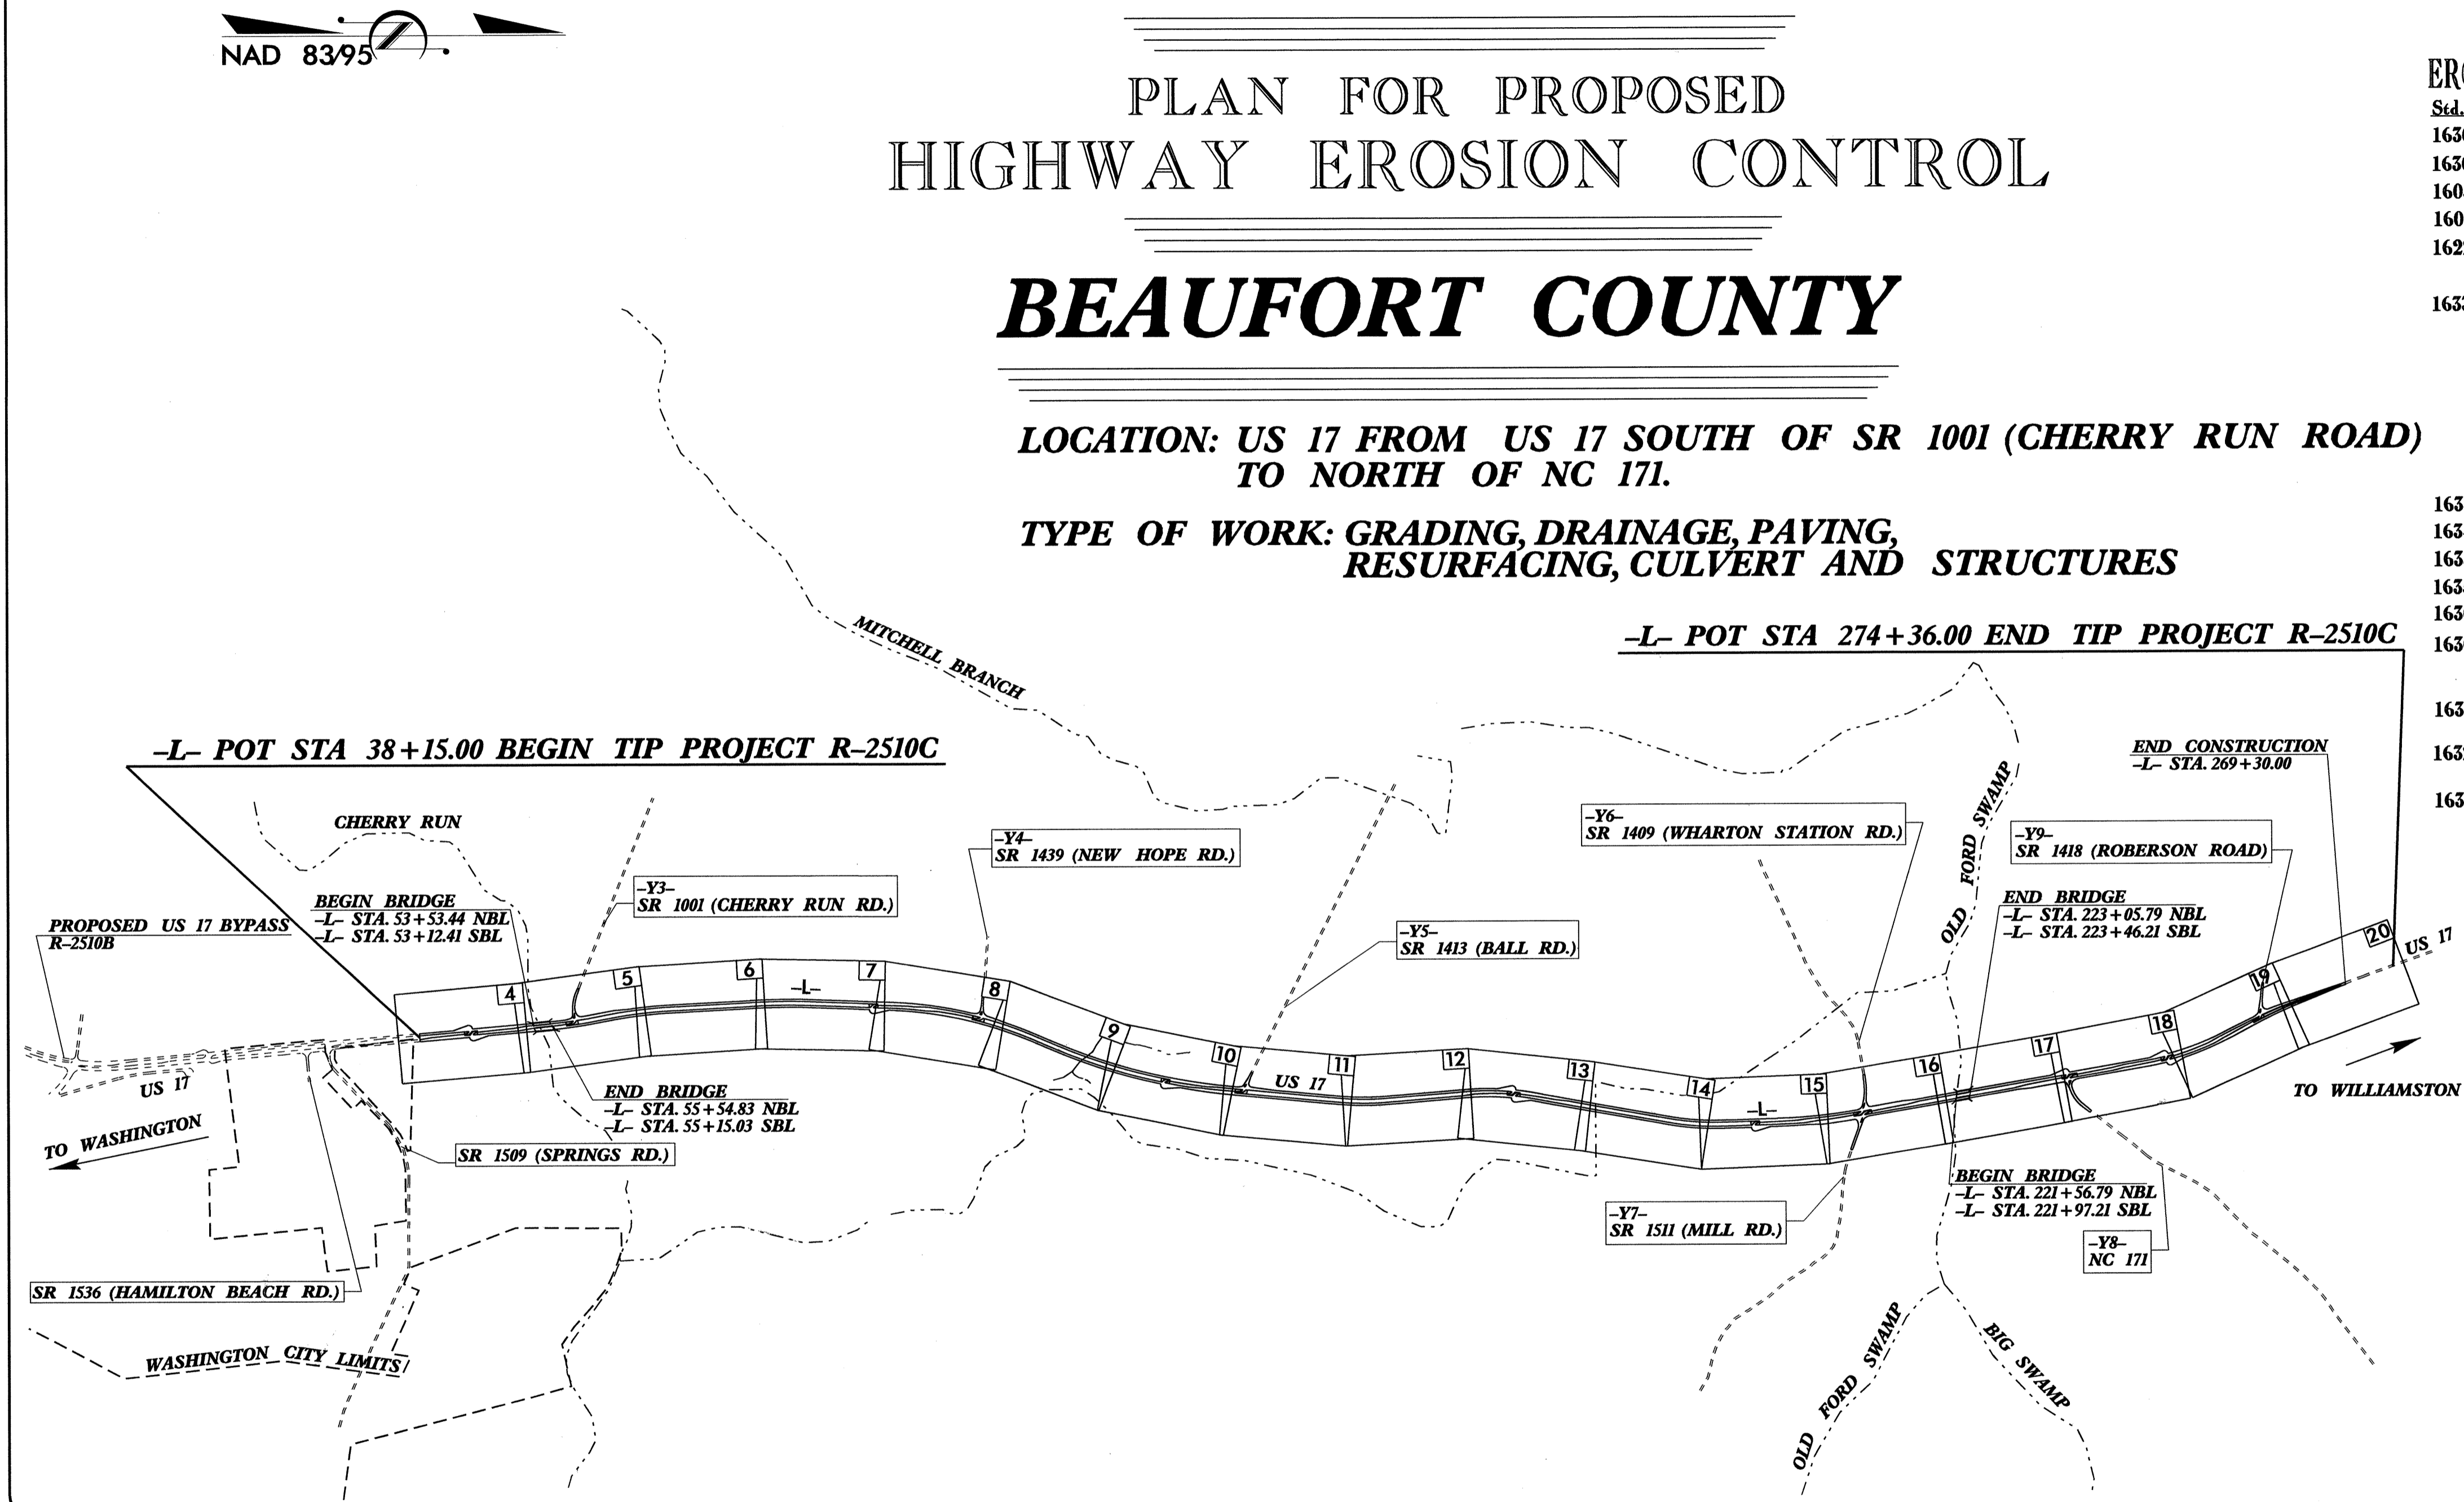 NAD 83/95
PLAN FOR PROPOSED
HIGHWAY EROSION CONTROL
BEAUFORT COUNTY
LOCATION: US 17 FROM US 17 SOUTH OF SR 1001 (CHERRY RUN ROAD)
TO NORTH OF NC 171.
TYPE OF WORK: GRADING, DRAINAGE, PAVING,
RESURFACING, CULVERT AND STRUCTURES
Std.
–L– POT STA 274+36.00 END TIP PROJECT R–2510C
MITCHELL BRANCH
–L– POT STA 38+15.00 BEGIN TIP PROJECT R–2510C
END CONSTRUCTION
–L– STA. 269+30.00
CHERRY RUN
–Y4–
SR 1439 (NEW HOPE RD.)
–Y6–
SR 1409 (WHARTON STATION RD.)
OLD FORD SWAMP
–Y9–
SR 1418 (ROBERSON ROAD)
BEGIN BRIDGE
–L– STA. 53+53.44 NBL
–L– STA. 53+12.41 SBL
–Y3–
SR 1001 (CHERRY RUN RD.)
PROPOSED US 17 BYPASS
R–2510B
–Y5–
SR 1413 (BALL RD.)
END BRIDGE
–L– STA. 223+05.79 NBL
–L– STA. 223+46.21 SBL
4
5
6
7
8
9
10
11
12
13
14
15
16
17
18
19
20
–L–
US 17
–L–
US 17
US 17
TO WASHINGTON
TO WILLIAMSTON
END BRIDGE
–L– STA. 55+54.83 NBL
–L– STA. 55+15.03 SBL
SR 1509 (SPRINGS RD.)
BEGIN BRIDGE
–L– STA. 221+56.79 NBL
–L– STA. 221+97.21 SBL
–Y7–
SR 1511 (MILL RD.)
–Y8–
NC 171
SR 1536 (HAMILTON BEACH RD.)
WASHINGTON CITY LIMITS
OLD FORD SWAMP
BIG SWAMP